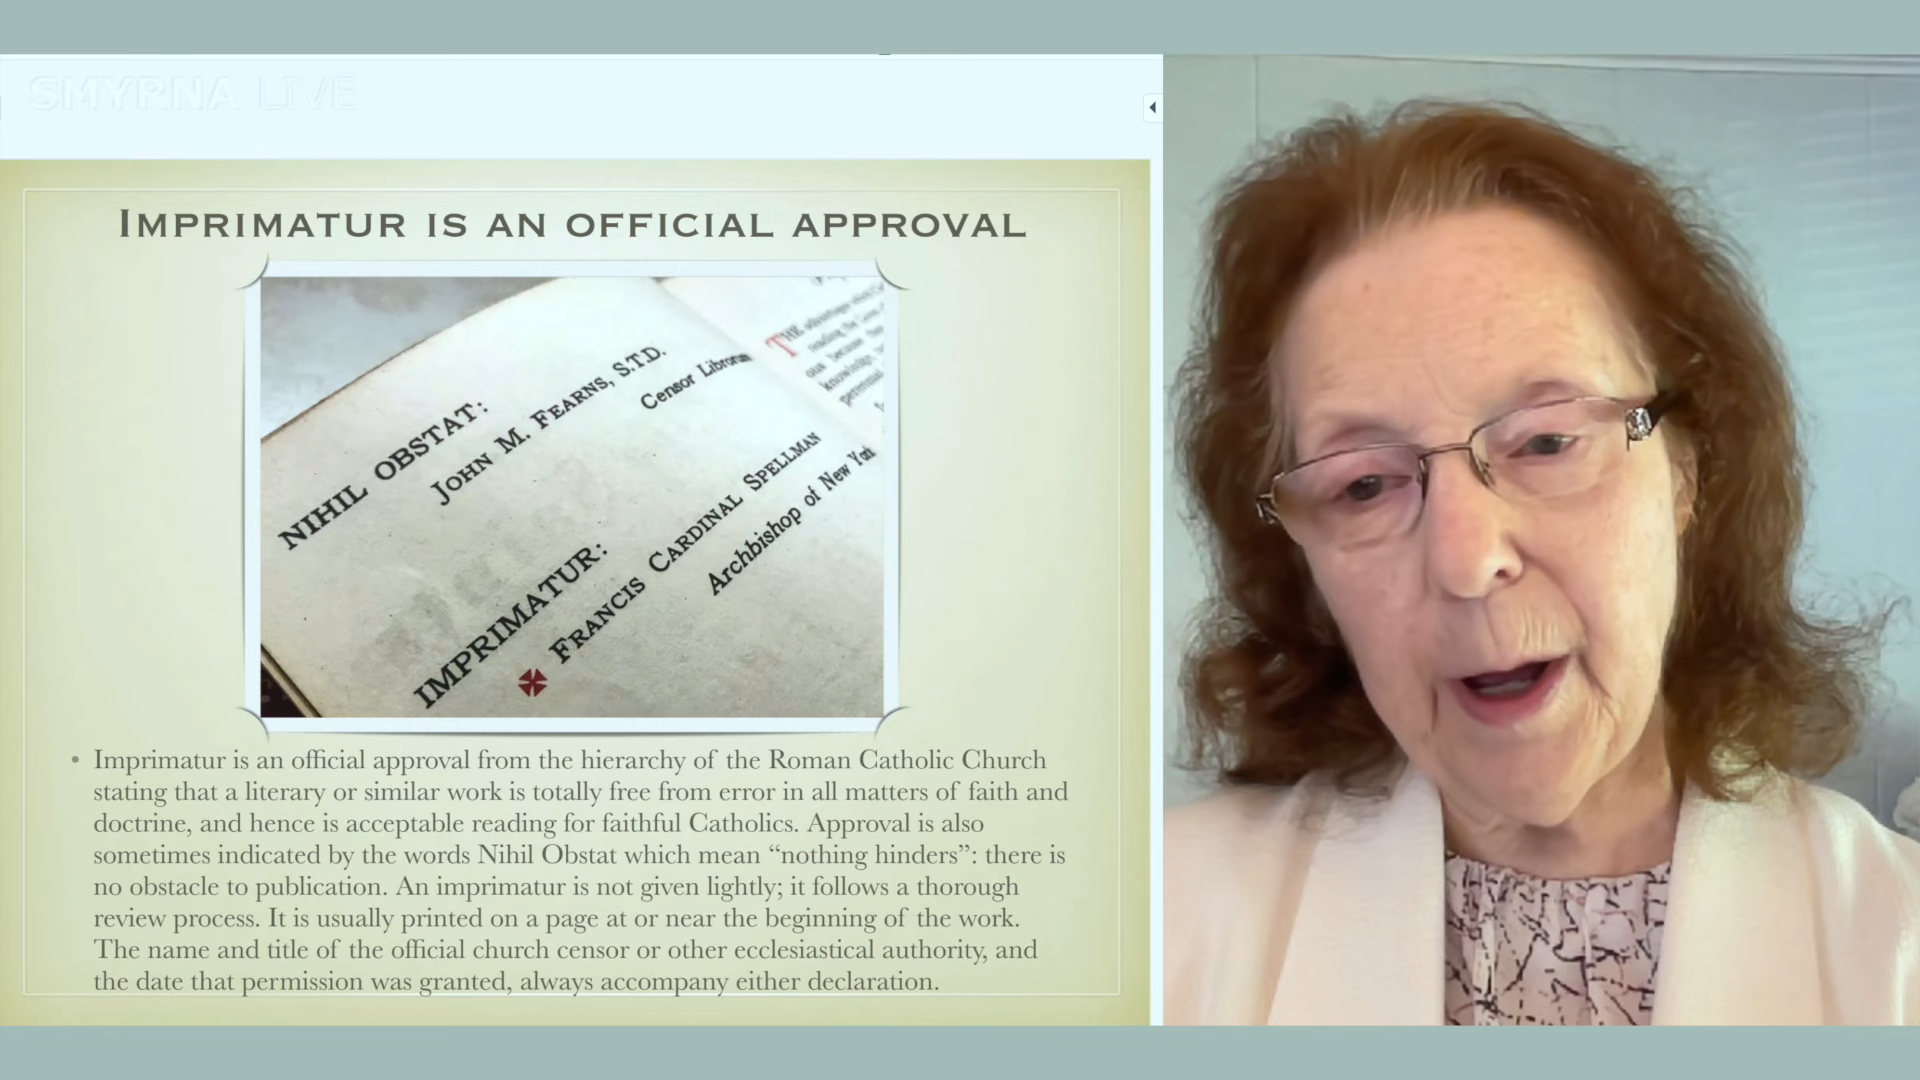 SMYRNA LIVE
IMPRIMATUR IS AN OFFICIAL APPROVAL
NIHIL OBSTAT:
JOHN M. FEARNS, S.T.D.
Censor Librorum
IMPRIMATUR:
FRANCIS CARDINAL SPELLMAN
Archbishop of New York
THE
reading the
because
knowledge
• Imprimatur is an official approval from the hierarchy of the Roman Catholic Church
stating that a literary or similar work is totally free from error in all matters of faith and
doctrine, and hence is acceptable reading for faithful Catholics. Approval is also
sometimes indicated by the words Nihil Obstat which mean “nothing hinders”: there is
no obstacle to publication. An imprimatur is not given lightly; it follows a thorough
review process. It is usually printed on a page at or near the beginning of the work.
The name and title of the official church censor or other ecclesiastical authority, and
the date that permission was granted, always accompany either declaration.